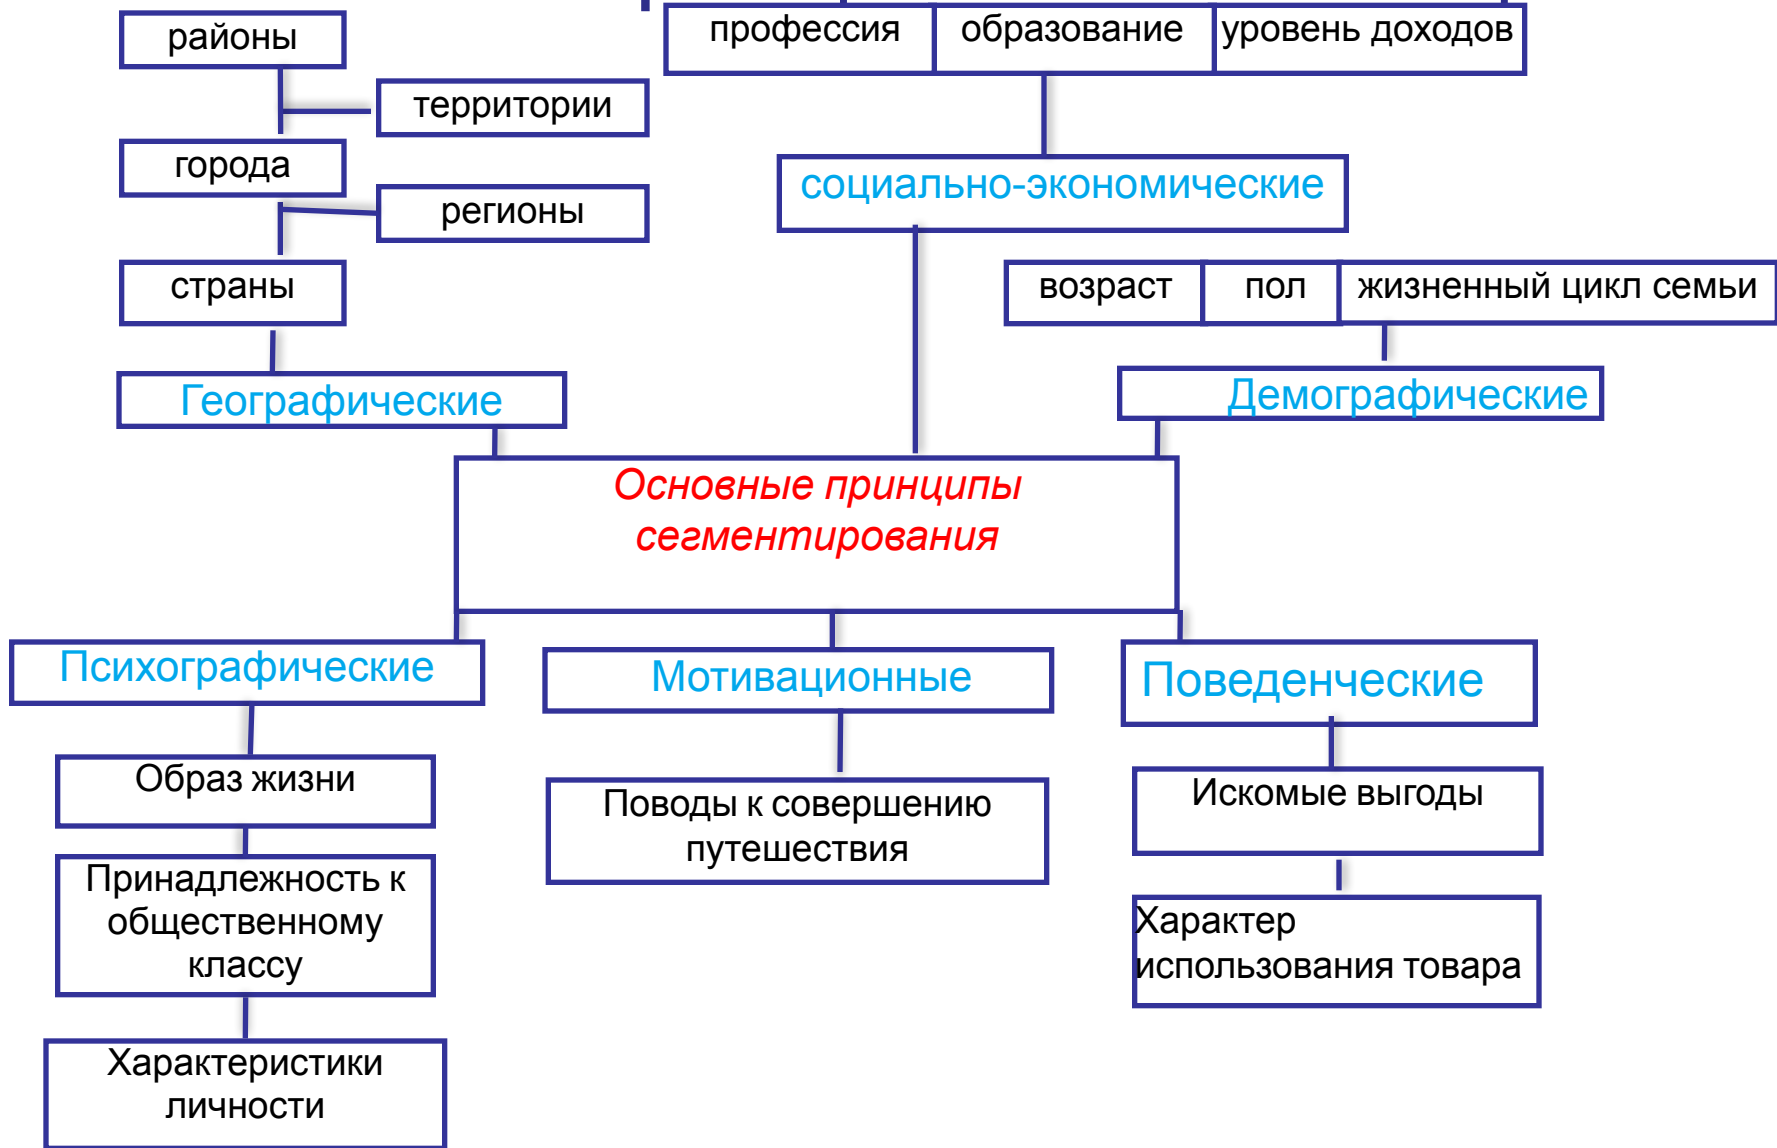 районы
профессия
образование
уровень доходов
территории
города
регионы
социально-экономические
страны
возраст
пол
жизненный цикл семьи
Географические
Демографические
Основные принципы
сегментирования
Психографические
Мотивационные
Поведенческие
Образ жизни
Принадлежность к
общественному
классу
Характеристики
личности
Поводы к совершению
путешествия
Искомые выгоды
Характер
использования товара